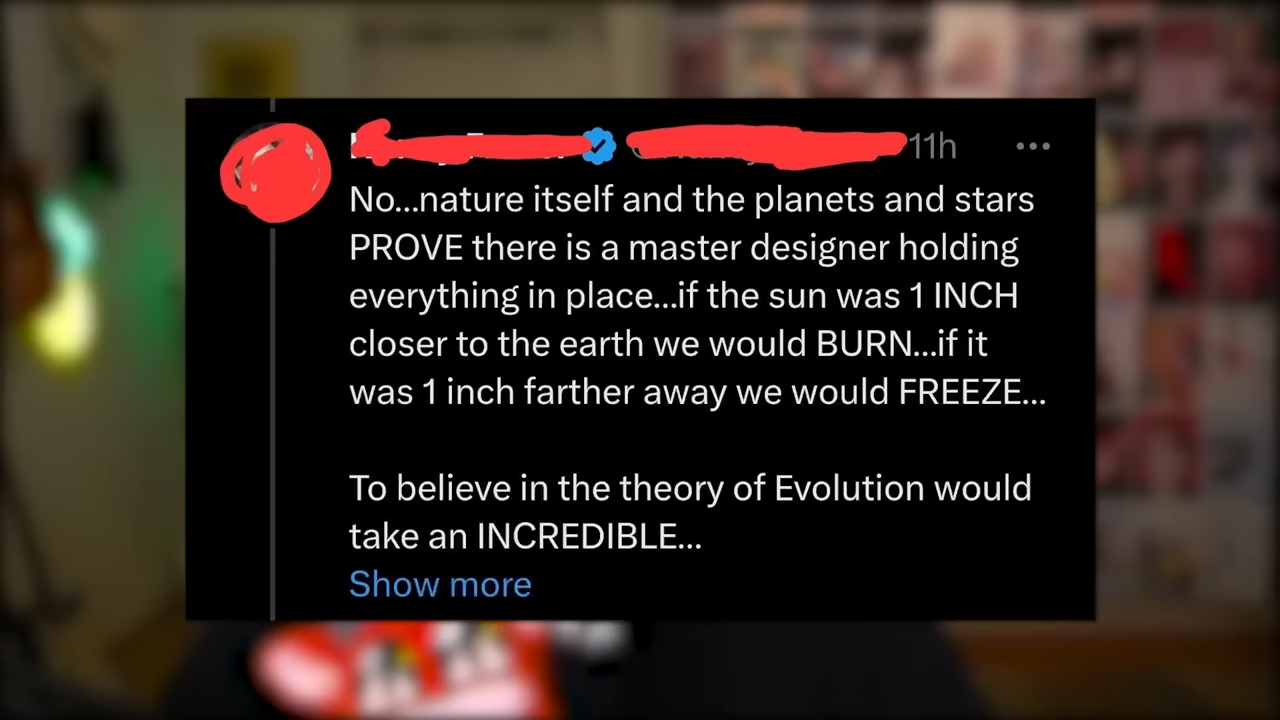 11h
No...nature itself and the planets and stars
PROVE there is a master designer holding
everything in place...if the sun was 1 INCH
closer to the earth we would BURN...if it
was 1 inch farther away we would FREEZE...
To believe in the theory of Evolution would
take an INCREDIBLE...
Show more